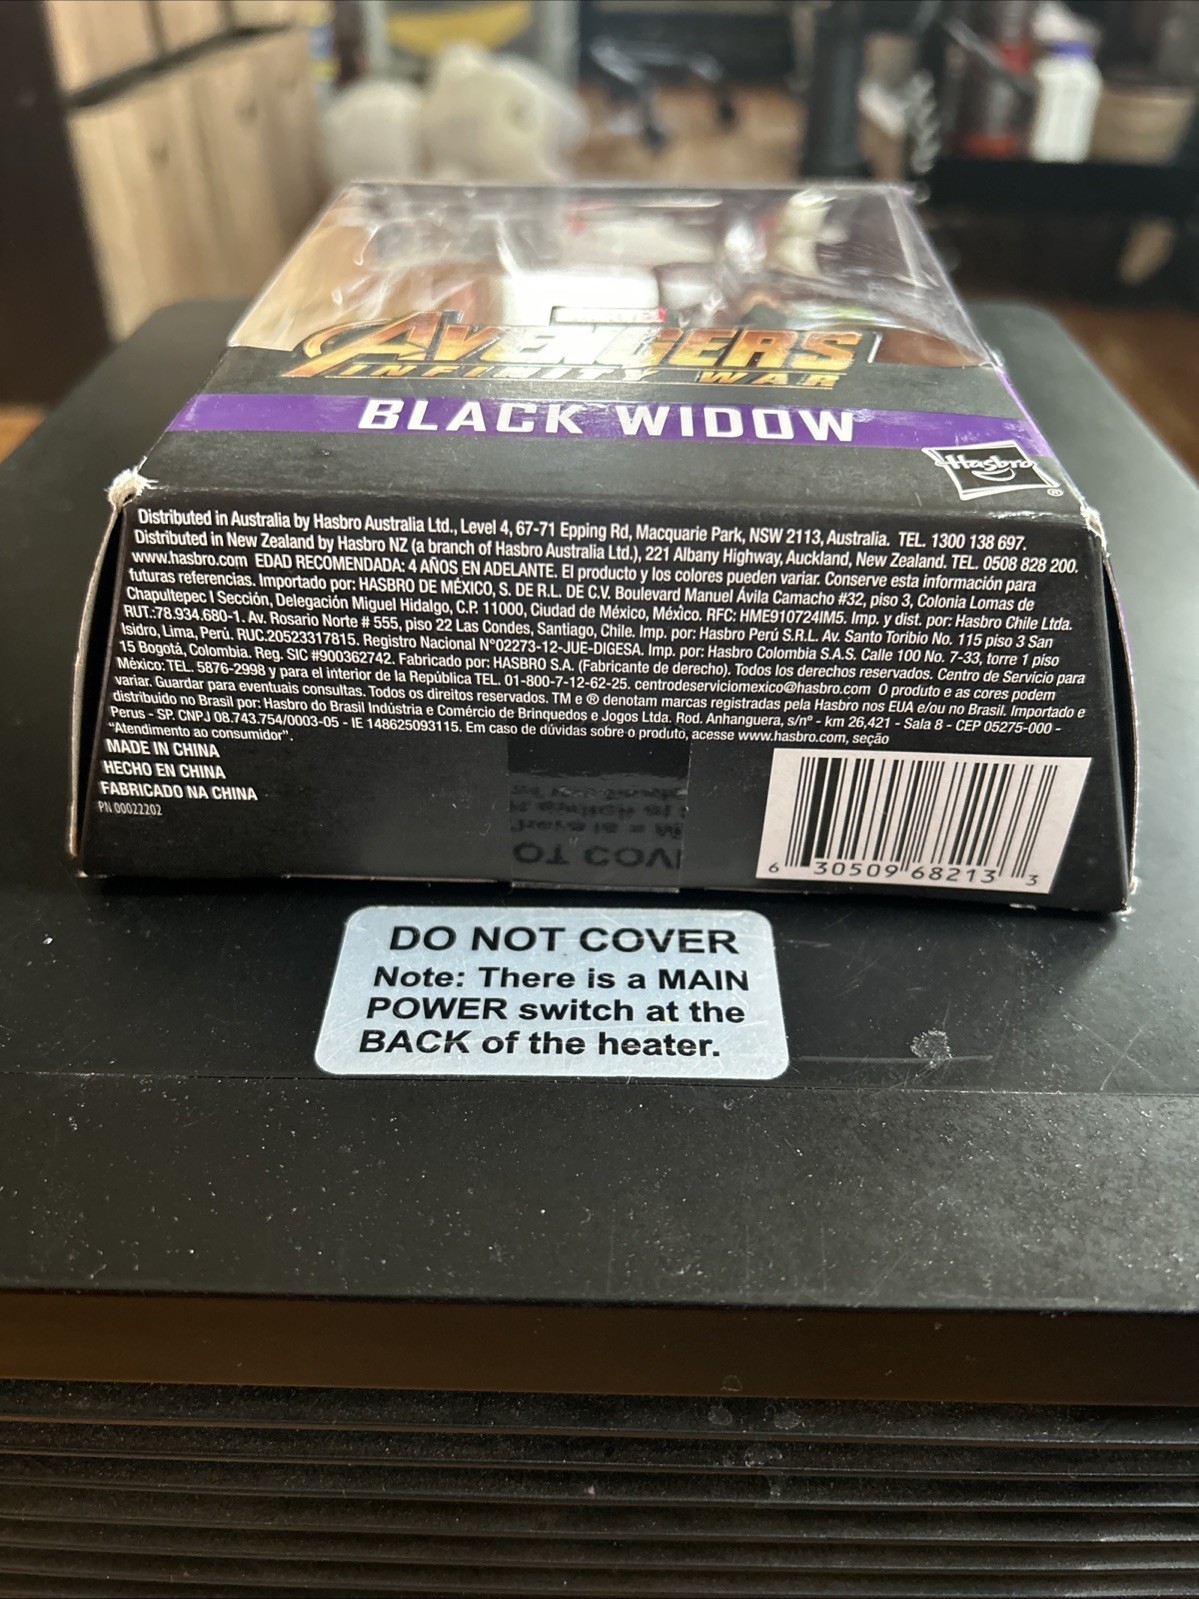 AVENGERS
INFINITY WAR
BLACK WIDOW
Hasbro
®
Distributed in Australia by Hasbro Australia Ltd., Level 4, 67-71 Epping Rd, Macquarie Park, NSW 2113, Australia. TEL. 1300 138 697.
Distributed in New Zealand by Hasbro NZ (a branch of Hasbro Australia Ltd.), 221 Albany Highway, Auckland, New Zealand. TEL. 0508 828 200.
www.hasbro.com EDAD RECOMENDADA: 4 AÑOS EN ADELANTE. El producto y los colores pueden variar. Conserve esta información para
futuras referencias. Importado por: HASBRO DE MÉXICO, S. DE R.L. DE C.V. Boulevard Manuel Ávila Camacho #32, piso 3, Colonia Lomas de
Chapultepec I Sección, Delegación Miguel Hidalgo, C.P. 11000, Ciudad de México, México. RFC: HME910724IM5. Imp. y dist. por: Hasbro Chile Ltda.
RUT.:78.934.680-1. Av. Rosario Norte # 555, piso 22 Las Condes, Santiago, Chile. Imp. por: Hasbro Perú S.R.L. Av. Santo Toribio No. 115 piso 3 San
Isidro, Lima, Perú. RUC.20523317815. Registro Nacional N°02273-12-JUE-DIGESA. Imp. por: Hasbro Colombia S.A.S. Calle 100 No. 7-33, torre 1 piso
15 Bogotá, Colombia. Reg. SIC #900362742. Fabricado por: HASBRO S.A. (Fabricante de derecho). Todos los derechos reservados. Centro de Servicio para
México: TEL. 5876-2998 y para el interior de la República TEL. 01-800-7-12-62-25. centrodeserviciomexico@hasbro.com O produto e as cores podem
variar. Guardar para eventuais consultas. Todos os direitos reservados. TM e ® denotam marcas registradas pela Hasbro nos EUA e/ou no Brasil. Importado e
distribuído no Brasil por: Hasbro do Brasil Indústria e Comércio de Brinquedos e Jogos Ltda. Rod. Anhanguera, s/nº - km 26,421 - Sala 8 - CEP 05275-000 -
Perus - SP. CNPJ 08.743.754/0003-05 - IE 148625093115. Em caso de dúvidas sobre o produto, acesse www.hasbro.com, seção
"Atendimento ao consumidor".
MADE IN CHINA
HECHO EN CHINA
FABRICADO NA CHINA
PN 00022202
6 30509 68213 3
DO NOT COVER
Note: There is a MAIN
POWER switch at the
BACK of the heater.